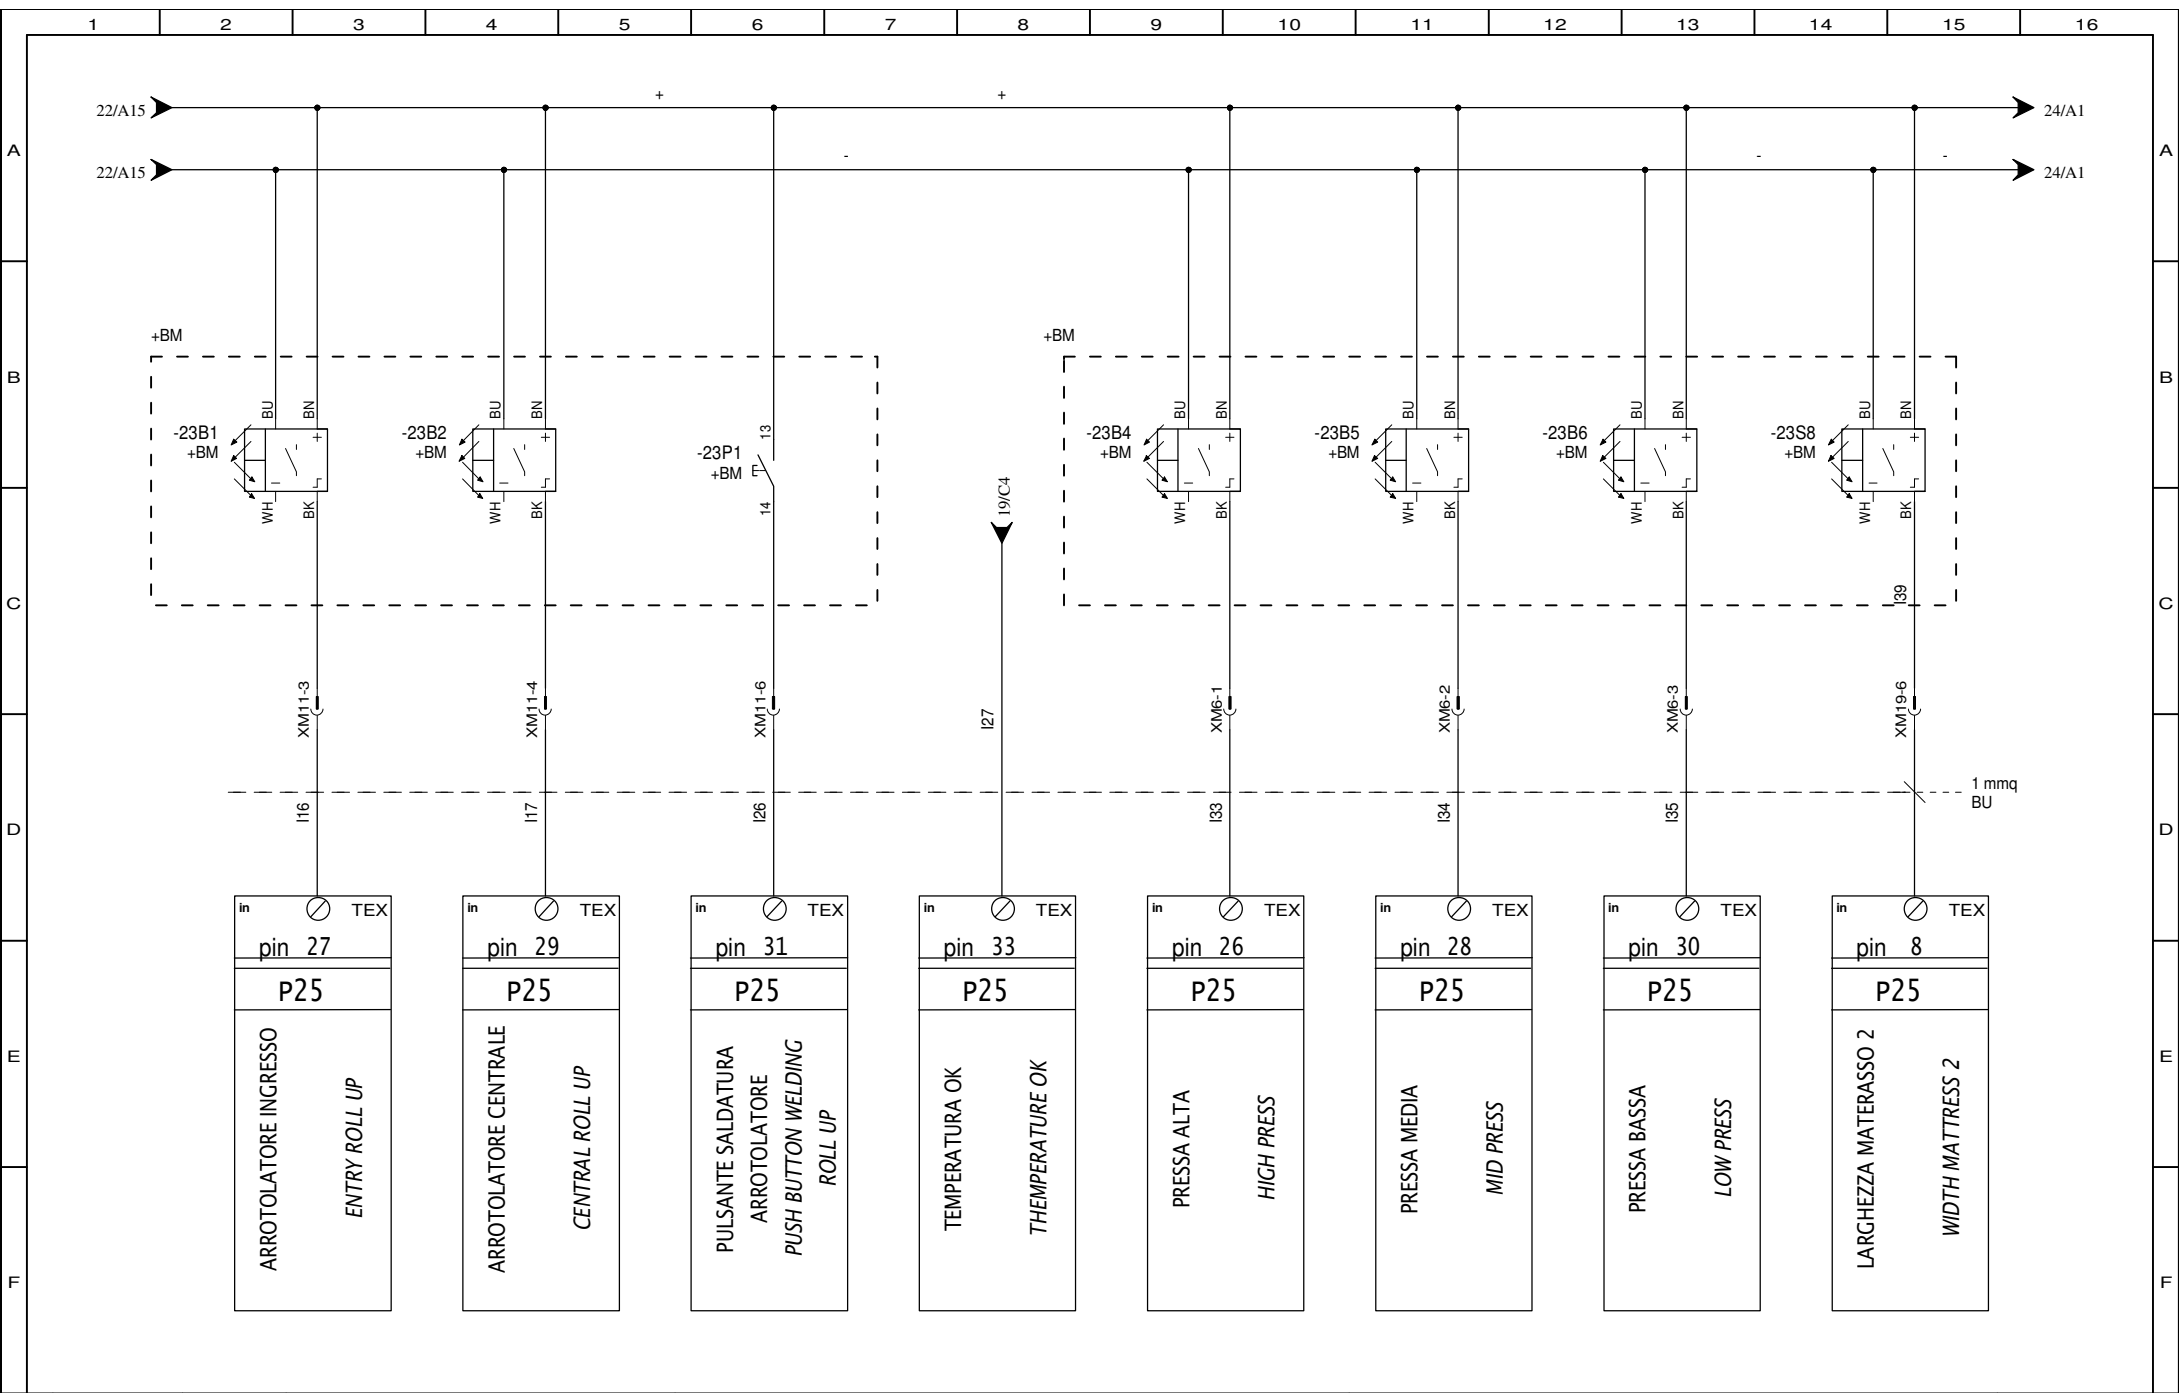 1 2 3 4 5 6 7 8 9 10 11 12 13 14 15 16
+ +
22/A15 24/A1
A A
- - -
22/A15 24/A1
+BM +BM
B B
BU BN BU BN BU BN BU BN BU BN BU BN
-23B1
+BM
-23B2
+BM
13
-23P1
+BM
14
-23B4
+BM
-23B5
+BM
-23B6
+BM
-23S8
+BM
WH BK WH BK WH BK WH BK WH BK WH BK
19/C4
C C
I39
XM11-3 XM11-4 XM11-6 I27 XM6-1 XM6-2 XM6-3 XM19-6
1 mmq
BU
I16 I17 I26 I33 I34 I35
D D
in TEX in TEX in TEX in TEX in TEX in TEX in TEX in TEX
pin 27 pin 29 pin 31 pin 33 pin 26 pin 28 pin 30 pin 8
P25 P25 P25 P25 P25 P25 P25 P25
E E
ARROTOLATORE INGRESSO
ENTRY ROLL UP
ARROTOLATORE CENTRALE
CENTRAL ROLL UP
PULSANTE SALDATURA
ARROTOLATORE
PUSH BUTTON WELDING
ROLL UP
TEMPERATURA OK
THEMPERATURE OK
PRESSA ALTA
HIGH PRESS
PRESSA MEDIA
MID PRESS
PRESSA BASSA
LOW PRESS
LARGHEZZA MATERASSO 2
WIDTH MATTRESS 2
F F